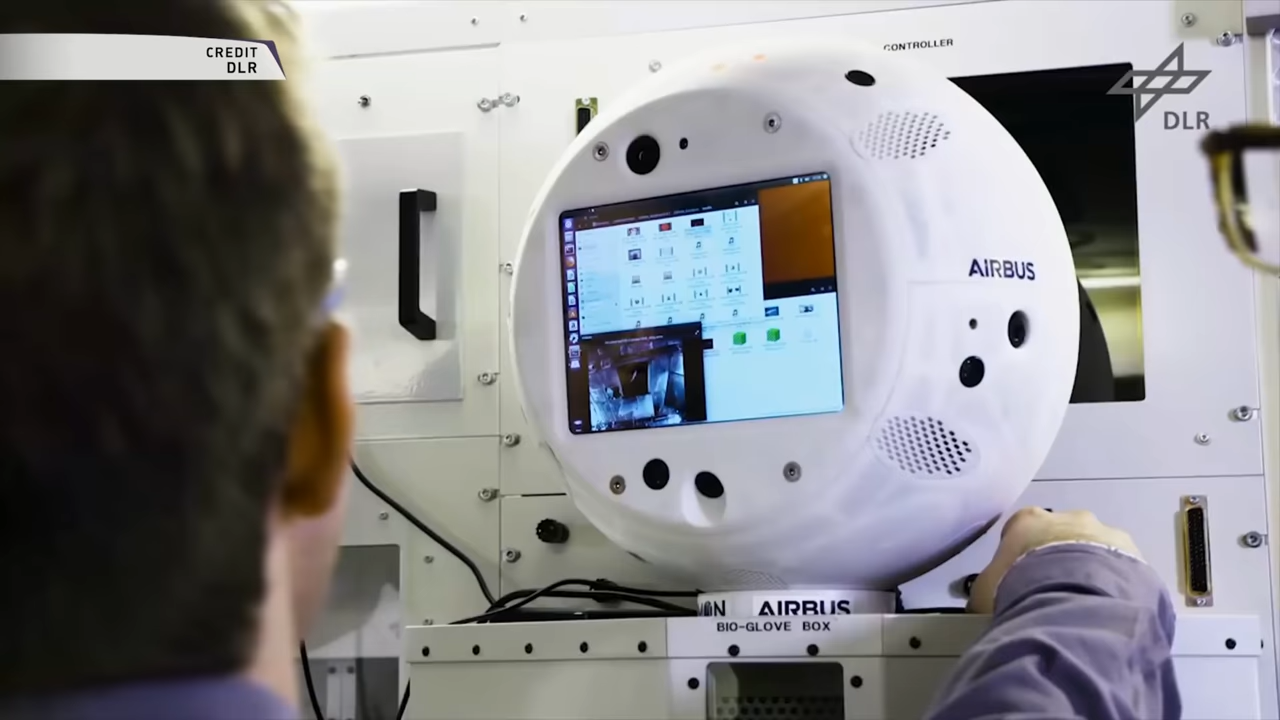 CREDIT
DLR
CONTROLLER
DLR
AIRBUS
AIRBUS
BIO-GLOVE BOX